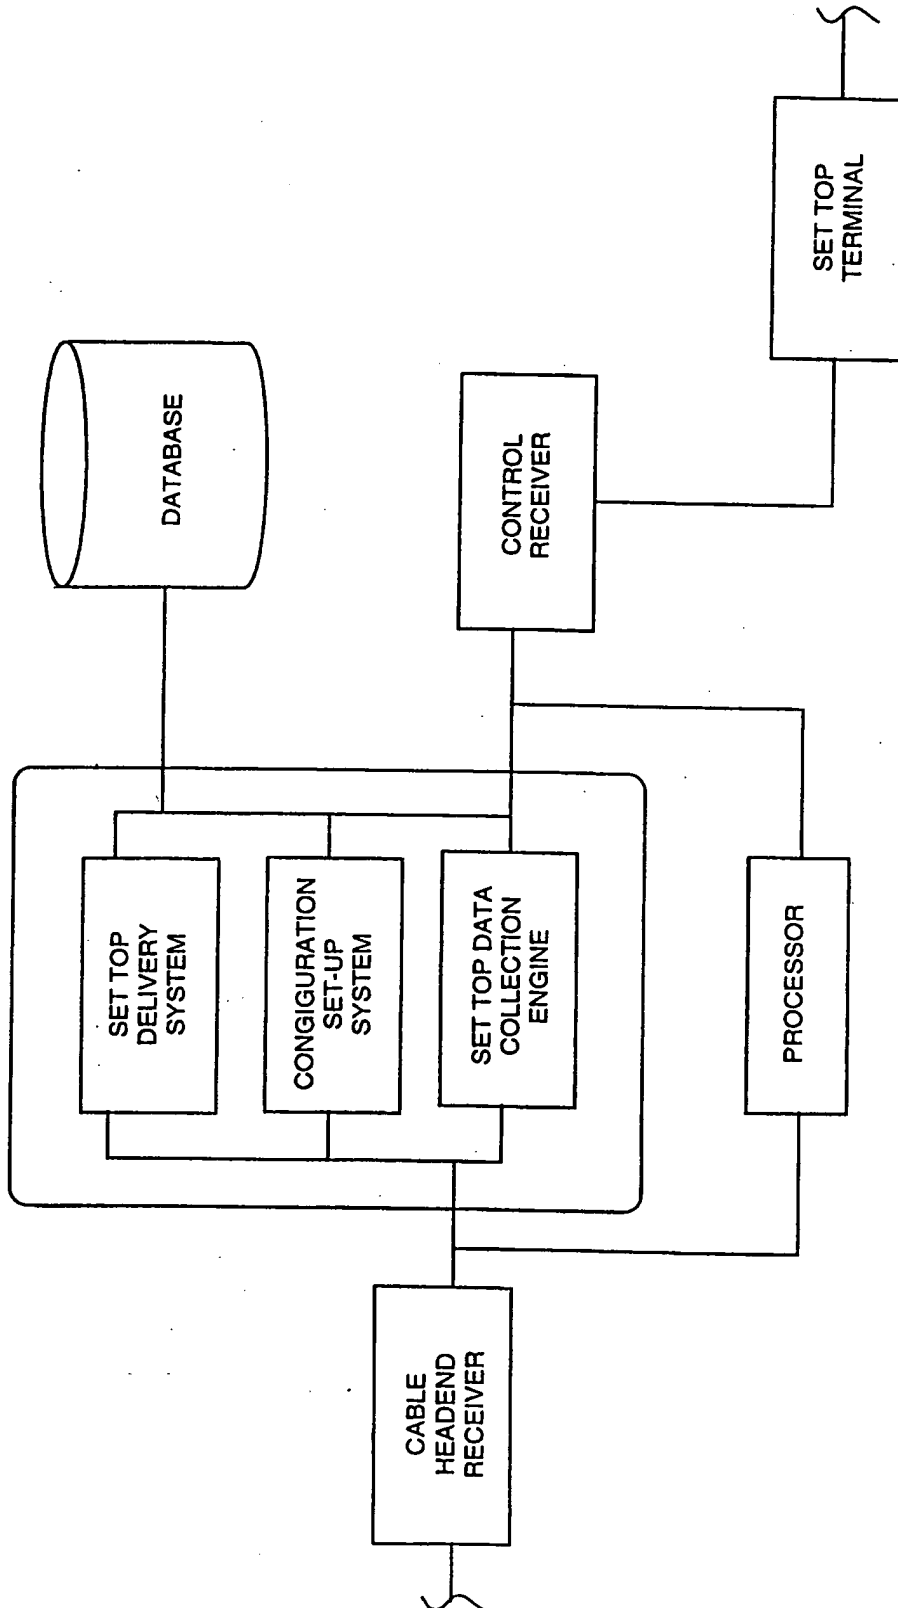 DATABASE
SET TOP
DELIVERY
SYSTEM
CONGIGURATION
SET-UP
SYSTEM
SET TOP DATA
COLLECTION
ENGINE
CABLE
HEADEND
RECEIVER
CONTROL
RECEIVER
PROCESSOR
SET TOP
TERMINAL